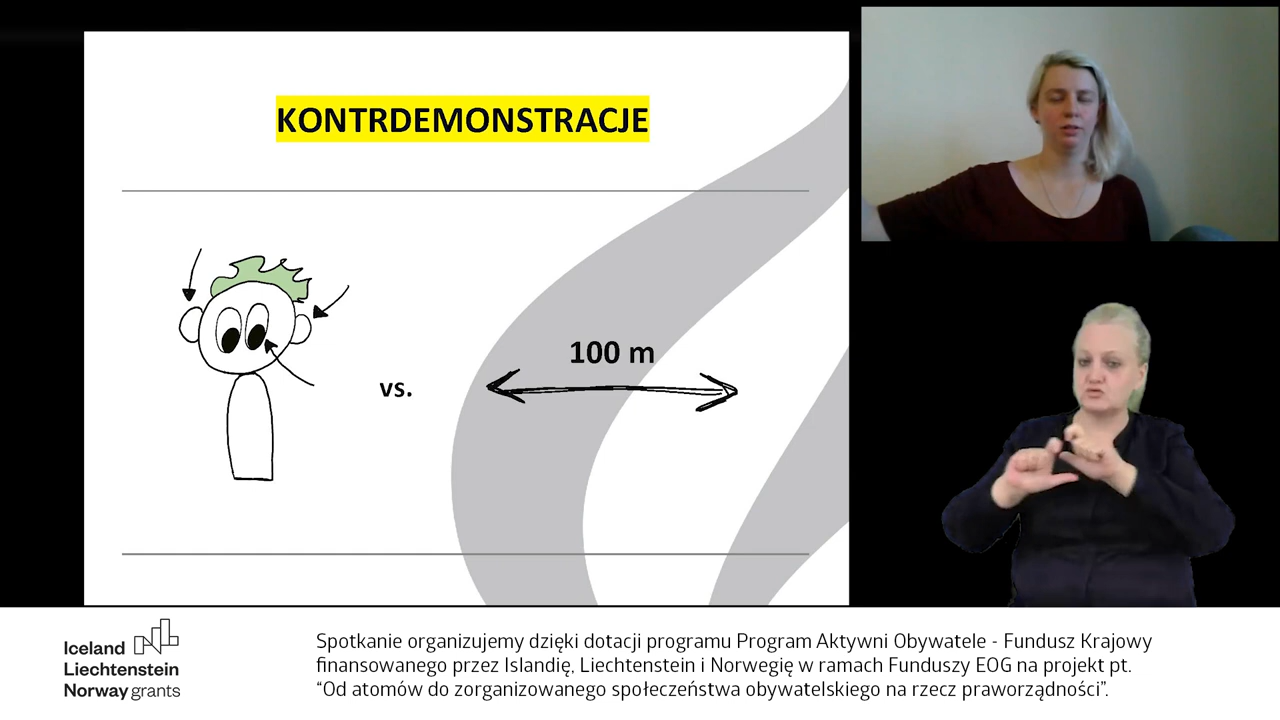 KONTRDEMONSTRACJE
vs.
100 m
Iceland
Liechtenstein
Norway grants
Spotkanie organizujemy dzięki dotacji programu Program Aktywni Obywatele - Fundusz Krajowy
finansowanego przez Islandię, Liechtenstein i Norwegię w ramach Funduszy EOG na projekt pt.
“Od atomów do zorganizowanego społeczeństwa obywatelskiego na rzecz praworządności”.